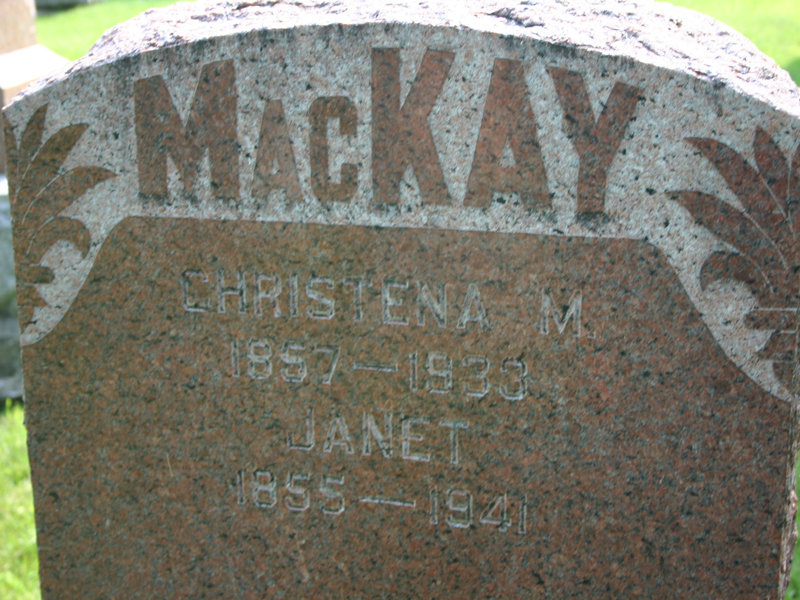 MACKAY
CHRISTENA M.
1857—1933
JANET
1855—1941